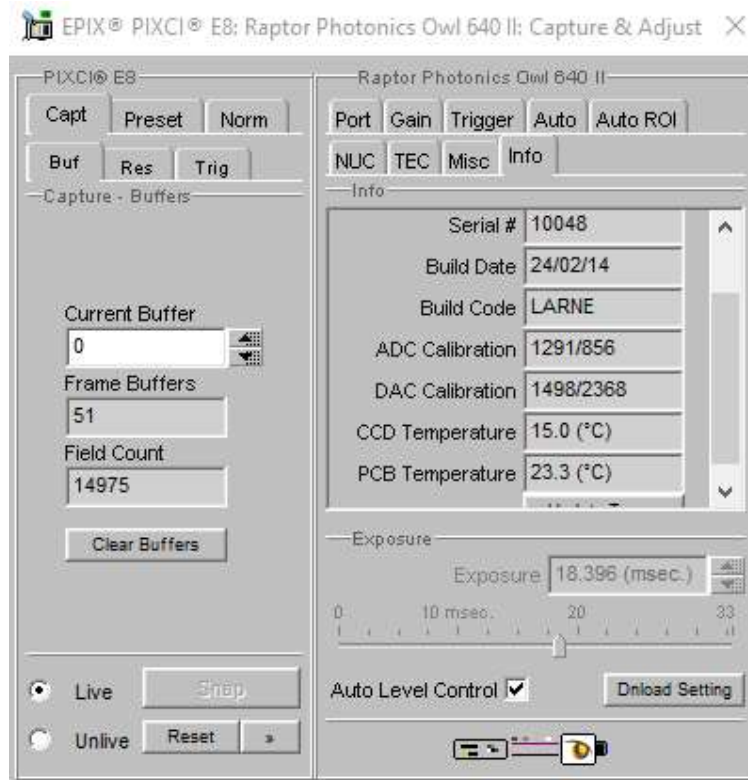 EPIX® PIXCI® E8: Raptor Photonics Owl 640 II: Capture & Adjust
PIXCI® E8
Capt Preset Norm
Buf Res Trig
Capture - Buffers
Current Buffer
0
Frame Buffers
51
Field Count
14975
Clear Buffers
Live Snap
Unlive Reset »
Raptor Photonics Owl 640 II
Port Gain Trigger Auto Auto ROI
NUC TEC Misc Info
Info
Serial # 10048
Build Date 24/02/14
Build Code LARNE
ADC Calibration 1291/856
DAC Calibration 1498/2368
CCD Temperature 15.0 (°C)
PCB Temperature 23.3 (°C)
Exposure
Exposure 18.396 (msec.)
0 10 msec. 20 33
Auto Level Control Dnload Setting